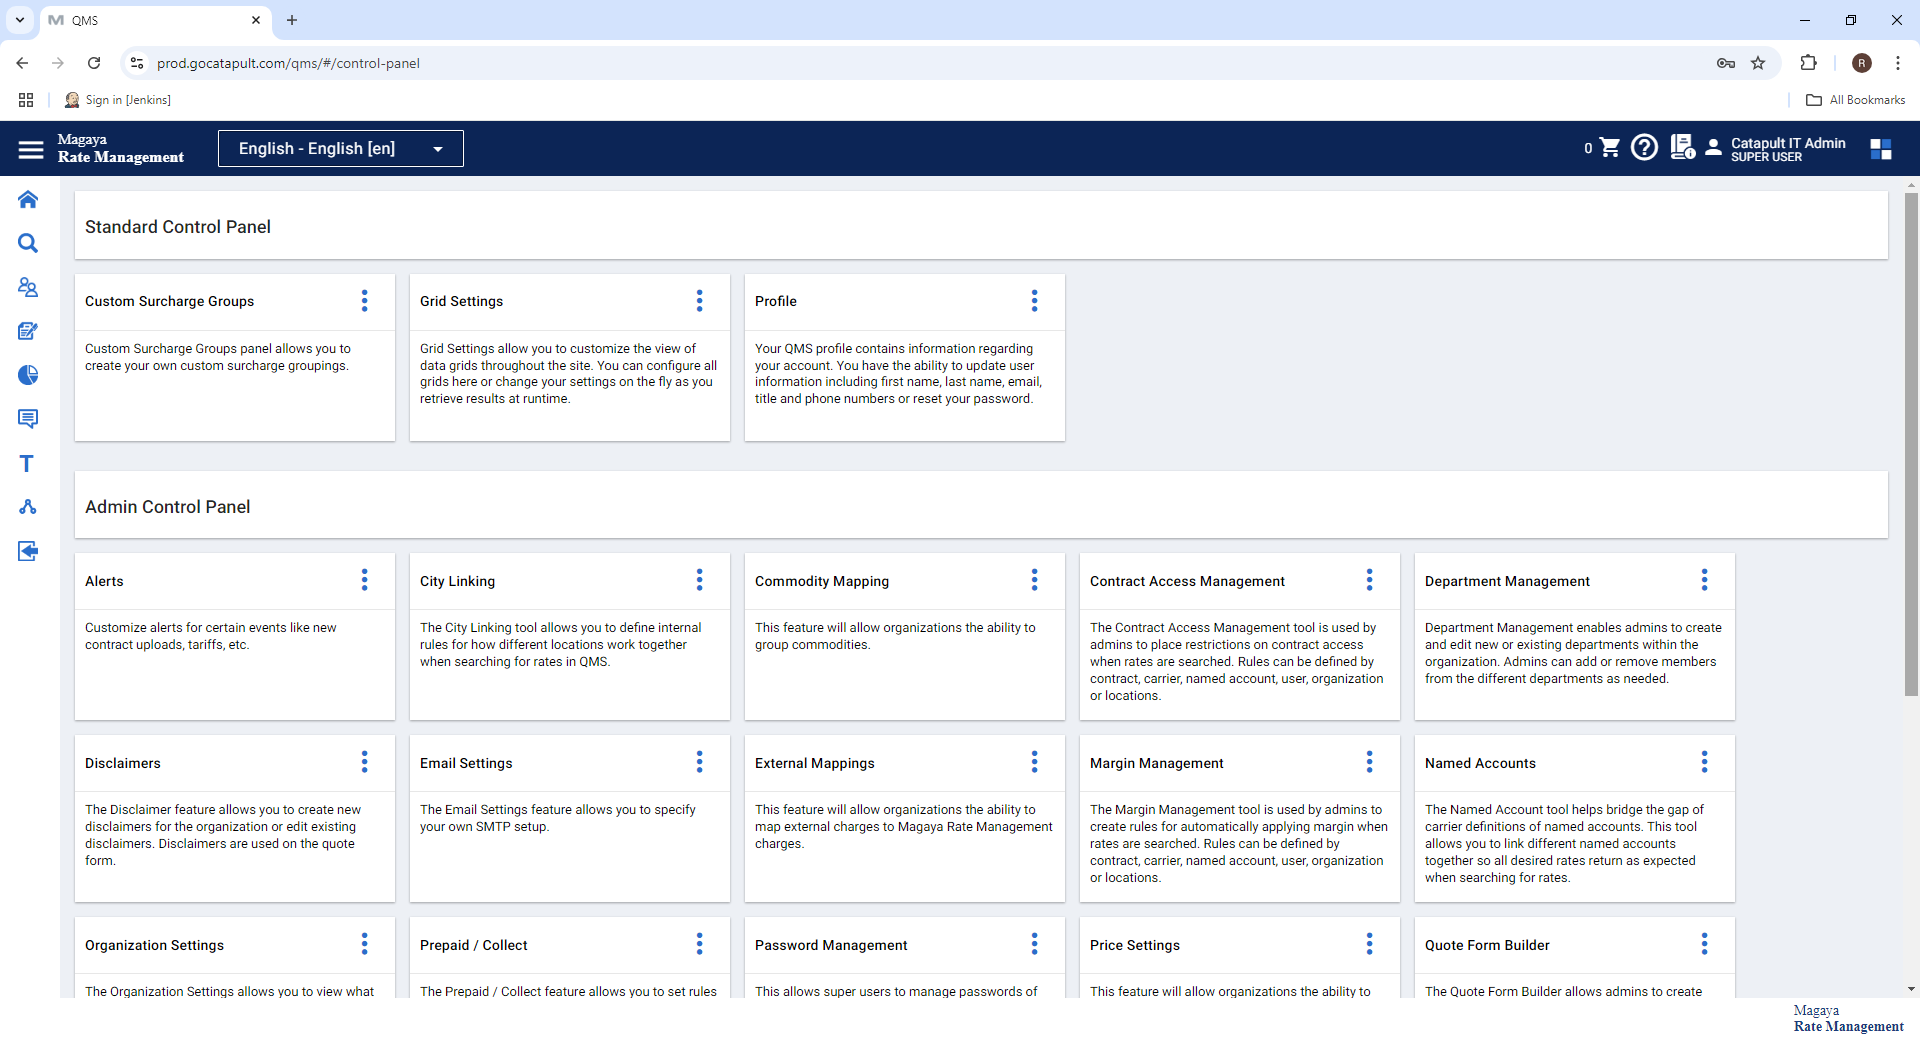 QMS
prod.gocatapult.com/qms/#/control-panel
R
Sign in [Jenkins]
All Bookmarks
Magaya
Rate Management
English - English [en]
0
Catapult IT Admin
SUPER USER
Standard Control Panel
Custom Surcharge Groups
Custom Surcharge Groups panel allows you to
create your own custom surcharge groupings.
Grid Settings
Grid Settings allow you to customize the view of
data grids throughout the site. You can configure all
grids here or change your settings on the fly as you
retrieve results at runtime.
Profile
Your QMS profile contains information regarding
your account. You have the ability to update user
information including first name, last name, email,
title and phone numbers or reset your password.
Admin Control Panel
Alerts
Customize alerts for certain events like new
contract uploads, tariffs, etc.
City Linking
The City Linking tool allows you to define internal
rules for how different locations work together
when searching for rates in QMS.
Commodity Mapping
This feature will allow organizations the ability to
group commodities.
Contract Access Management
The Contract Access Management tool is used by
admins to place restrictions on contract access
when rates are searched. Rules can be defined by
contract, carrier, named account, user, organization
or locations.
Department Management
Department Management enables admins to create
and edit new or existing departments within the
organization. Admins can add or remove members
from the different departments as needed.
Disclaimers
The Disclaimer feature allows you to create new
disclaimers for the organization or edit existing
disclaimers. Disclaimers are used on the quote
form.
Email Settings
The Email Settings feature allows you to specify
your own SMTP setup.
External Mappings
This feature will allow organizations the ability to
map external charges to Magaya Rate Management
charges.
Margin Management
The Margin Management tool is used by admins to
create rules for automatically applying margin when
rates are searched. Rules can be defined by
contract, carrier, named account, user, organization
or locations.
Named Accounts
The Named Account tool helps bridge the gap of
carrier definitions of named accounts. This tool
allows you to link different named accounts
together so all desired rates return as expected
when searching for rates.
Organization Settings
The Organization Settings allows you to view what
Prepaid / Collect
The Prepaid / Collect feature allows you to set rules
Password Management
This allows super users to manage passwords of
Price Settings
This feature will allow organizations the ability to
Quote Form Builder
The Quote Form Builder allows admins to create
Magaya
Rate Management